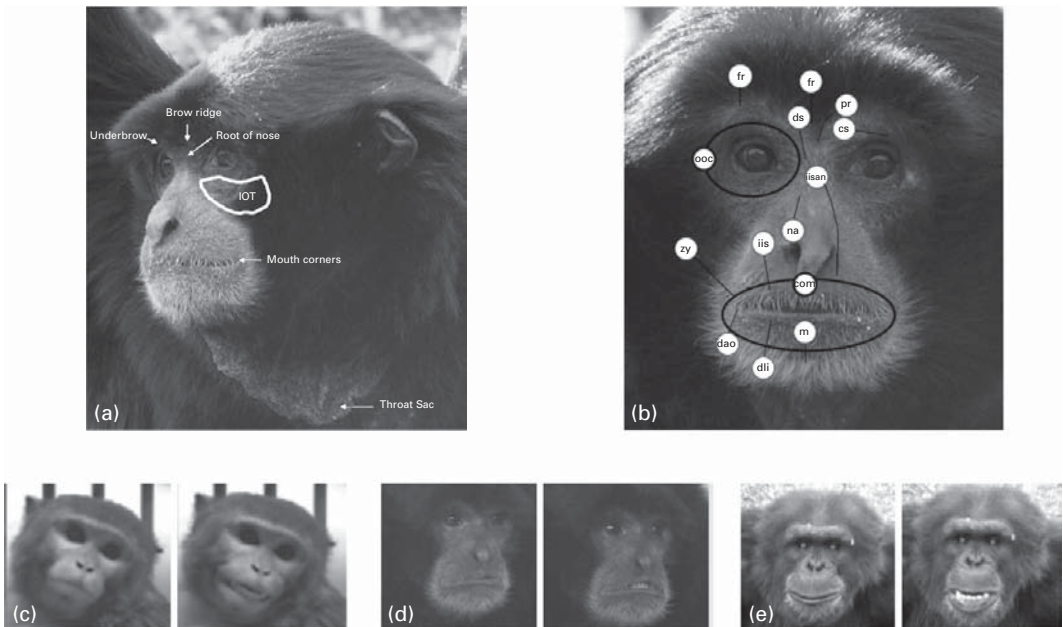 Brow ridge
Underbrow
Root of nose
IOT
Mouth corners
Throat Sac
(a)
fr
fr
pr
ds
cs
ooc
iisan
na
iis
zy
com
m
dao
dli
(b)
(c)
(d)
(e)